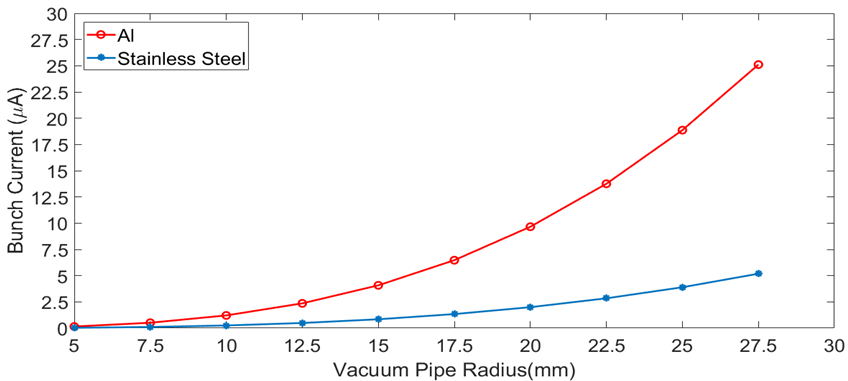 30
27.5
25
22.5
20
17.5
15
12.5
10
7.5
5
2.5
0
Bunch Current (μA)
Al
Stainless Steel
5 7.5 10 12.5 15 17.5 20 22.5 25 27.5 30
Vacuum Pipe Radius(mm)